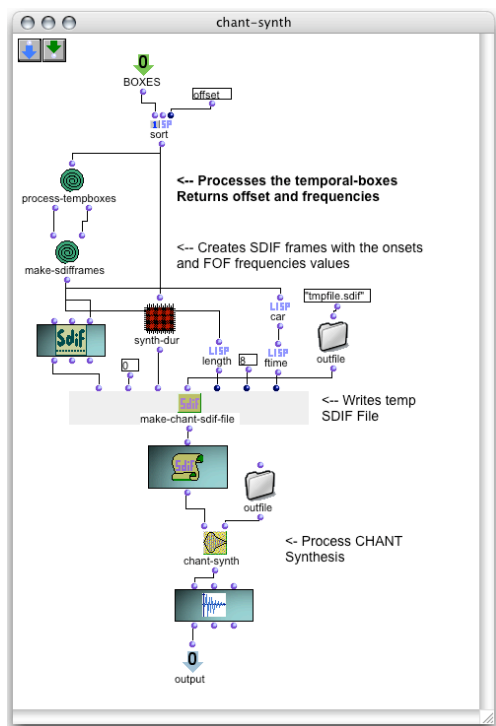 chant-synth
0
BOXES
offset
LISP
sort
<-- Processes the temporal-boxes
Returns offset and frequencies
process-tempboxes
<-- Creates SDIF frames with the onsets
and FOF frequencies values
make-sdifframes
"tmpfile.sdif"
LISP
car
Sdif
synth-dur
LISP
length
LISP
ftime
outfile
0
8
<-- Writes temp
SDIF File
Sdif
make-chant-sdif-file
Sdif
outfile
<- Process CHANT
Synthesis
chant-synth
0
output